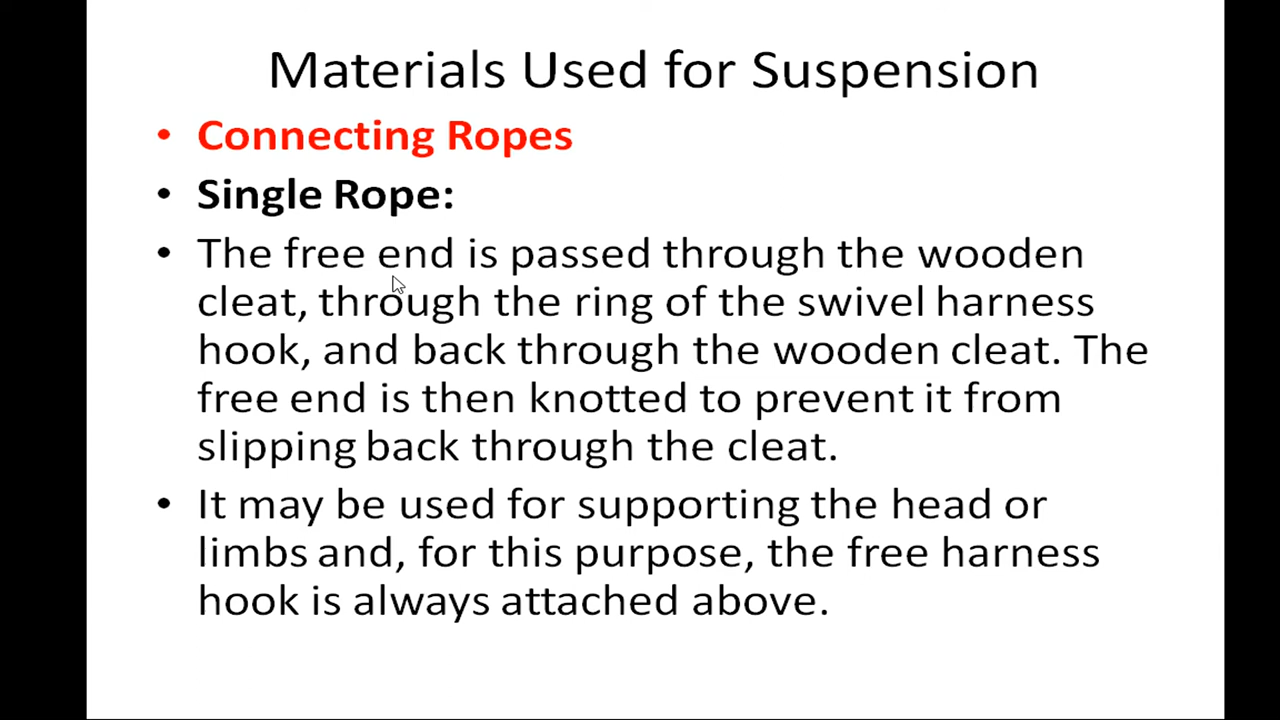 Materials Used for Suspension
• Connecting Ropes
• Single Rope:
• The free end is passed through the wooden
cleat, through the ring of the swivel harness
hook, and back through the wooden cleat. The
free end is then knotted to prevent it from
slipping back through the cleat.
• It may be used for supporting the head or
limbs and, for this purpose, the free harness
hook is always attached above.